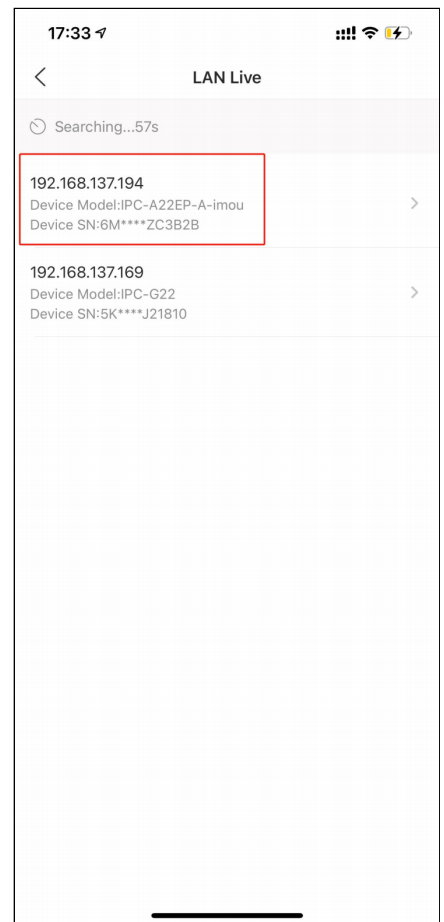 17:33
LAN Live
Searching...57s
192.168.137.194
Device Model:IPC-A22EP-A-imou
Device SN:6M****ZC3B2B
192.168.137.169
Device Model:IPC-G22
Device SN:5K****J21810